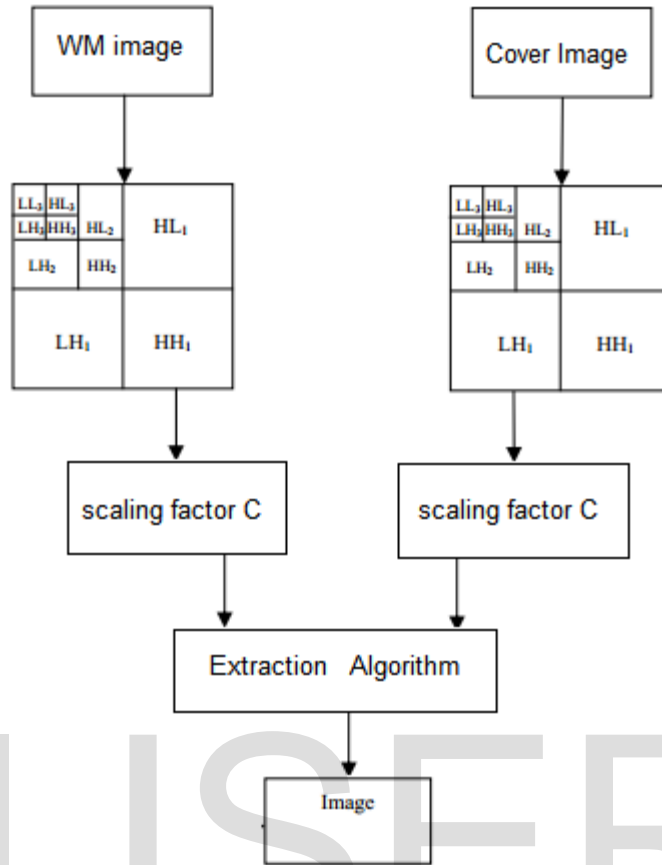 WM image
Cover Image
LL₃ HL₃
LH₃ HH₃ HL₂ HL₁
LH₂ HH₂
LH₁ HH₁
LL₃ HL₃
LH₃ HH₃ HL₂ HL₁
LH₂ HH₂
LH₁ HH₁
scaling factor C
scaling factor C
Extraction Algorithm
Image